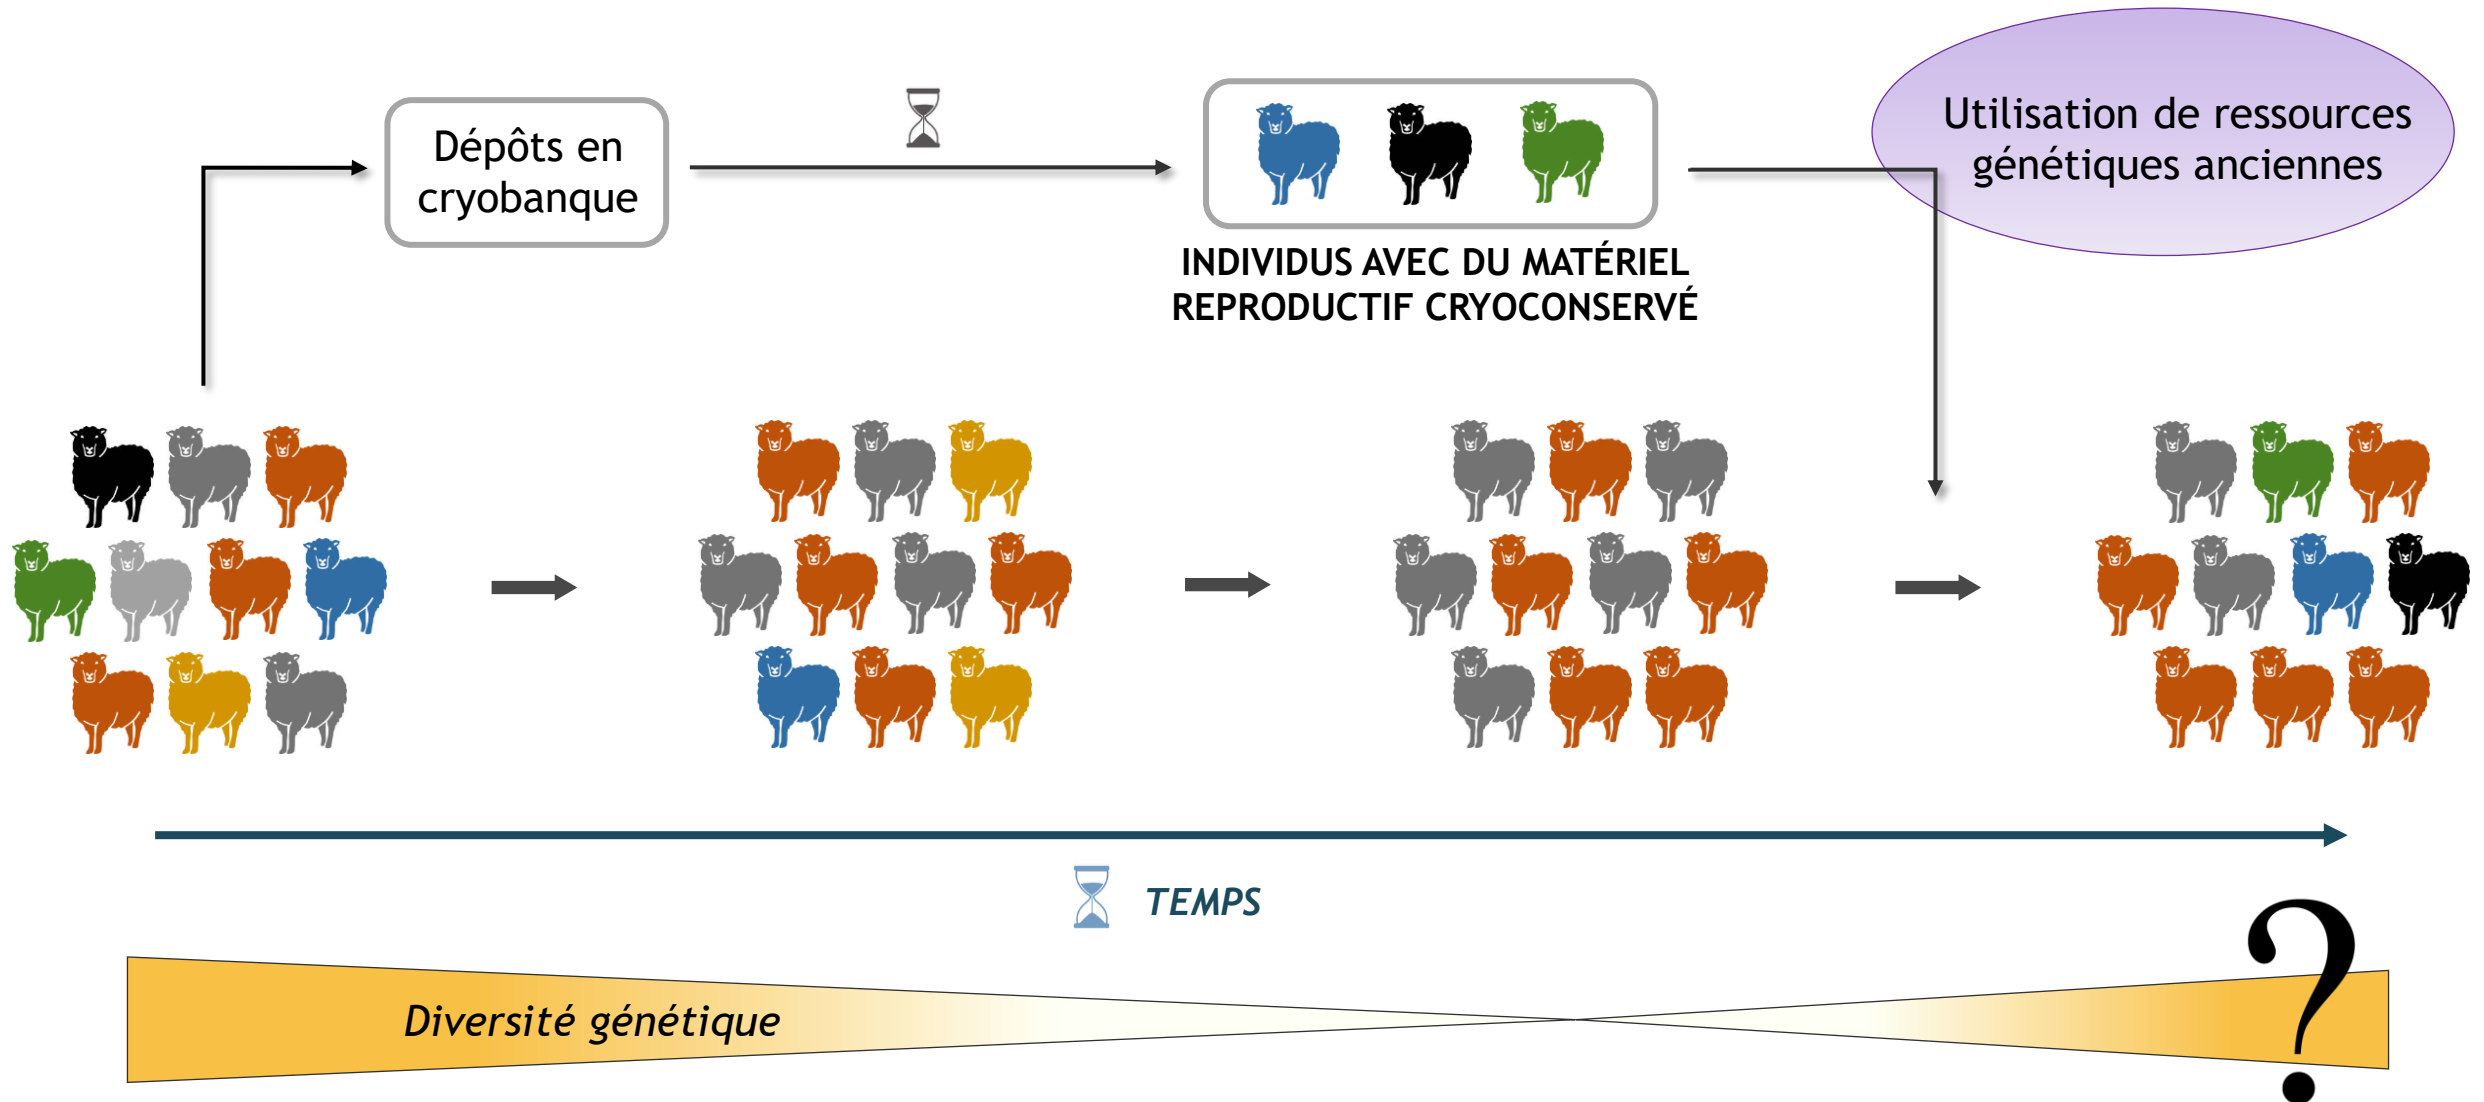 Dépôts en
cryobanque
Utilisation de ressources
génétiques anciennes
INDIVIDUS AVEC DU MATÉRIEL
REPRODUCTIF CRYOCONSERVÉ
TEMPS
Diversité génétique
?